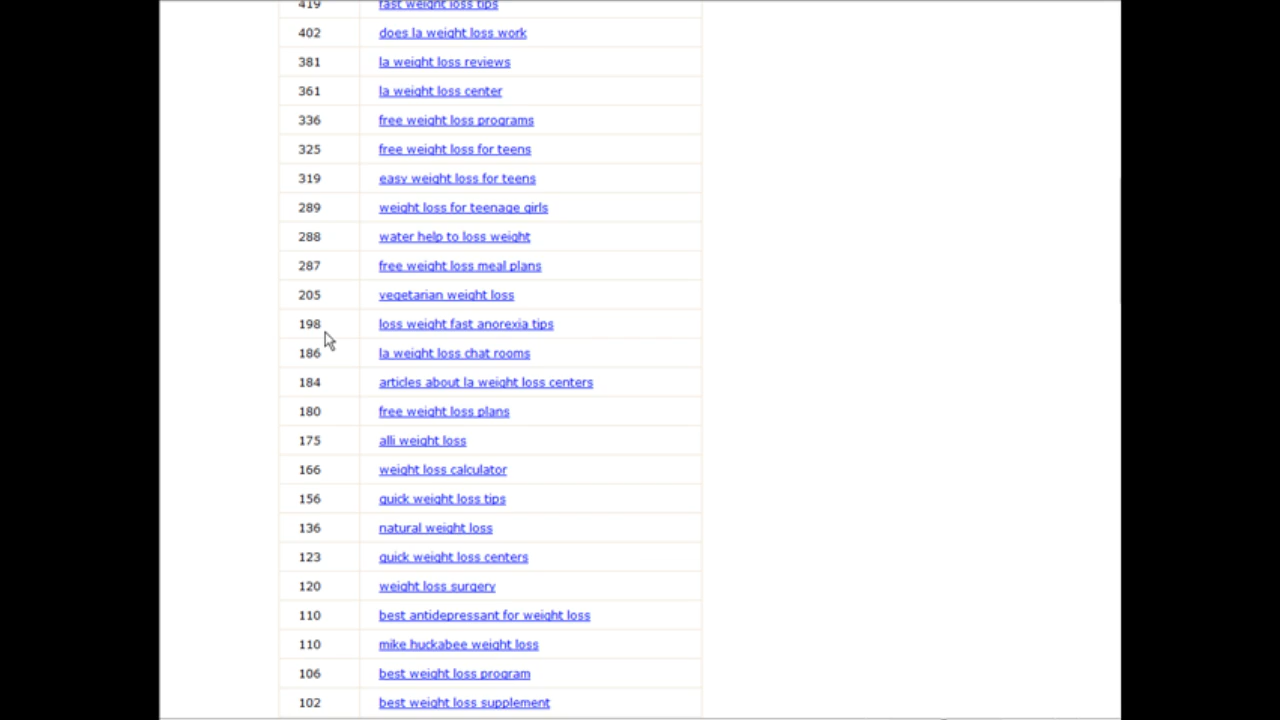 419 fast weight loss tips
402 does la weight loss work
381 la weight loss reviews
361 la weight loss center
336 free weight loss programs
325 free weight loss for teens
319 easy weight loss for teens
289 weight loss for teenage girls
288 water help to loss weight
287 free weight loss meal plans
205 vegetarian weight loss
198 loss weight fast anorexia tips
186 la weight loss chat rooms
184 articles about la weight loss centers
180 free weight loss plans
175 alli weight loss
166 weight loss calculator
156 quick weight loss tips
136 natural weight loss
123 quick weight loss centers
120 weight loss surgery
110 best antidepressant for weight loss
110 mike huckabee weight loss
106 best weight loss program
102 best weight loss supplement